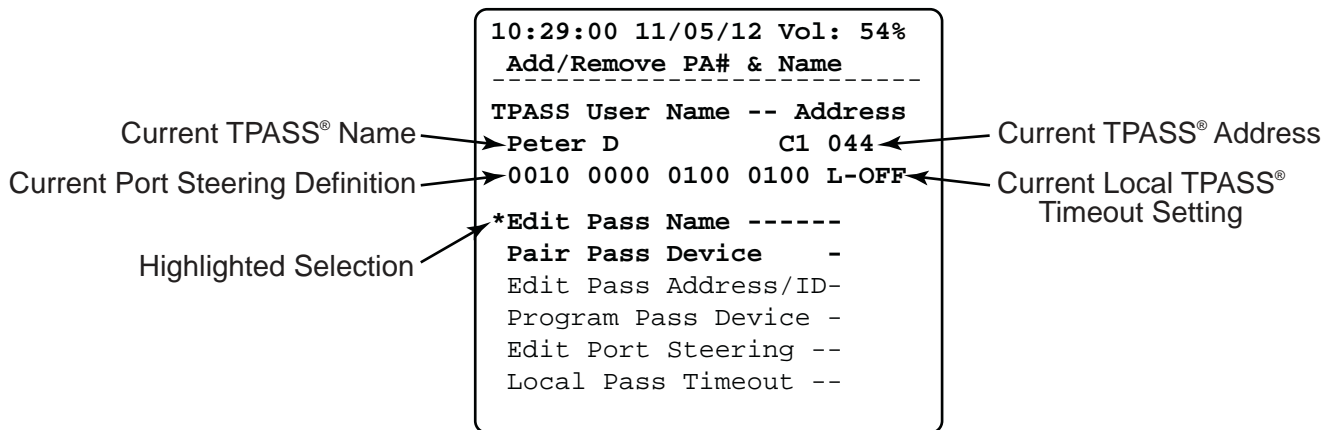 10:29:00 11/05/12 Vol: 54%
Add/Remove PA# & Name
---------------------------
TPASS User Name -- Address
Peter D C1 044
0010 0000 0100 0100 L-OFF
*Edit Pass Name ------
Pair Pass Device -
Edit Pass Address/ID-
Program Pass Device -
Edit Port Steering --
Local Pass Timeout --
Current TPASS® Name
Current Port Steering Definition
Highlighted Selection
Current TPASS® Address
Current Local TPASS®
Timeout Setting